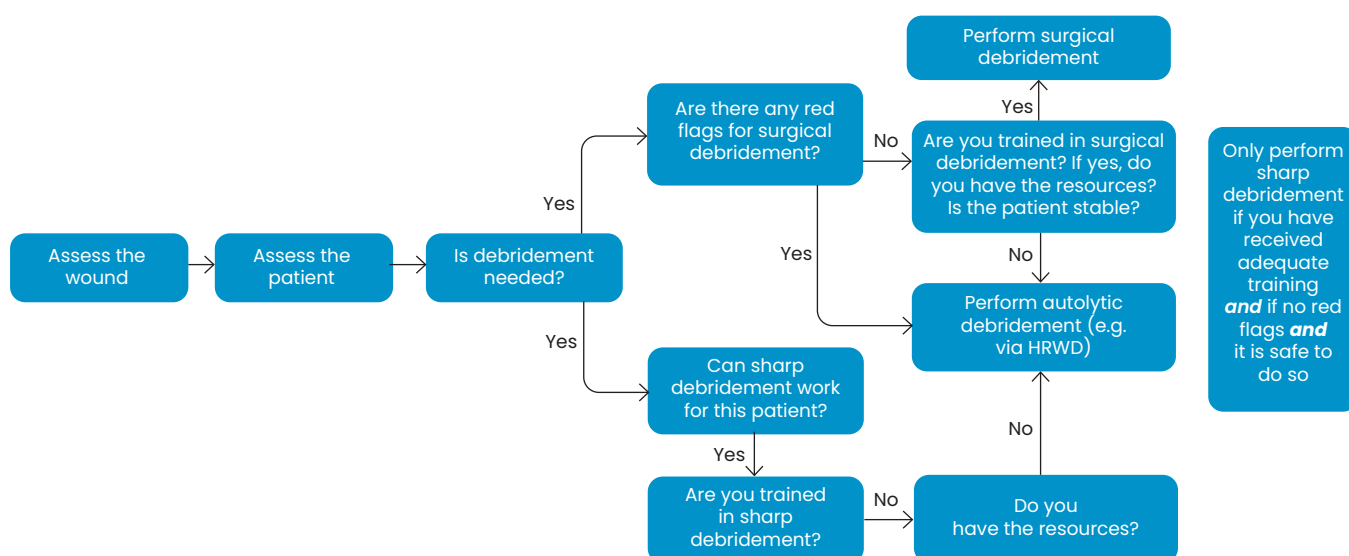 Perform surgical
debridement
Are there any red
flags for surgical
debridement?
Yes
No
Are you trained in surgical
debridement? If yes, do
you have the resources?
Is the patient stable?
Only perform
sharp
debridement
if you have
received
adequate
training
and if no red
flags and
it is safe to
do so
Yes
Assess the
wound
Assess the
patient
Is debridement
needed?
Yes
No
Perform autolytic
debridement (e.g.
via HRWD)
Yes
Can sharp
debridement work
for this patient?
No
Yes
Are you trained
in sharp
debridement?
No
Do you
have the resources?